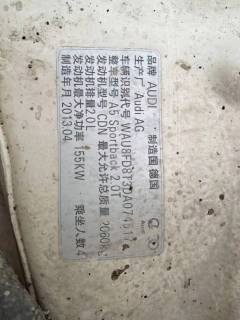 品牌 AUDI 制造国 德国
生产厂 Audi AG
车辆识别代号
整车型号 A5 Sportback 2.0T
发动机型号 CDN 最大允许总质量 2060kg
发动机排量 2.0L
发动机最大净功率 155KW 乘坐人数 4
制造年月 2013.04